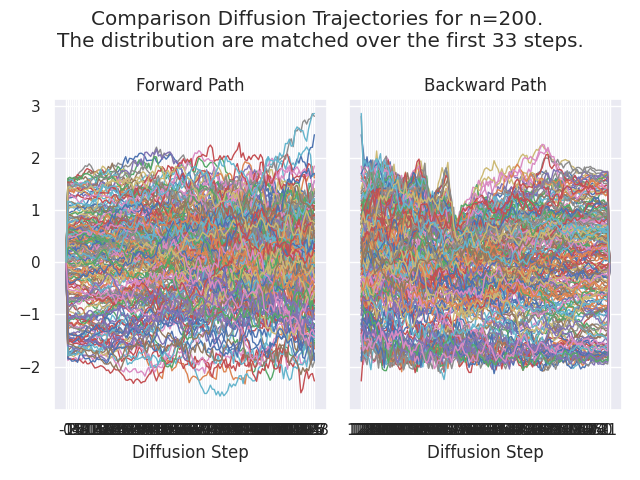 Comparison Diffusion Trajectories for n=200.
The distribution are matched over the first 33 steps.
Forward Path
Backward Path
3
2
1
0
−1
−2
Diffusion Step
Diffusion Step